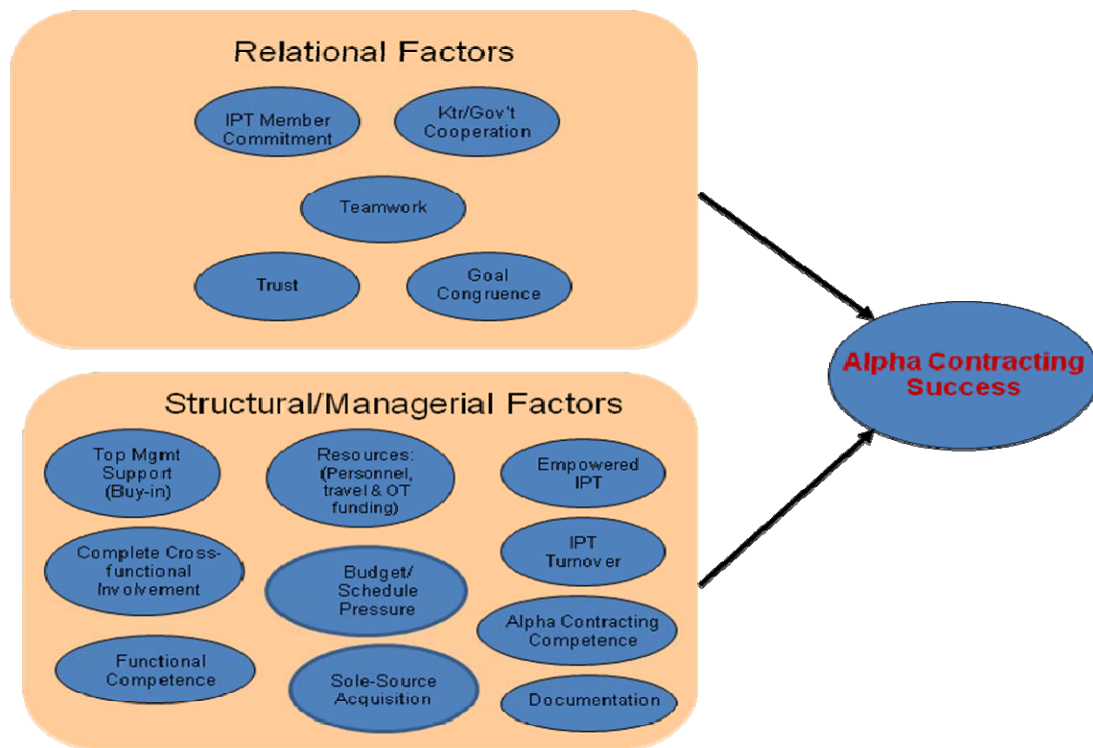 Relational Factors
IPT Member
Commitment
Ktr/Gov't
Cooperation
Teamwork
Trust
Goal
Congruence
Alpha Contracting
Success
Structural/Managerial Factors
Top Mgmt
Support
(Buy-in)
Resources:
(Personnel,
travel & OT
funding)
Empowered
IPT
Complete Cross-
functional
Involvement
Budget/
Schedule
Pressure
IPT
Turnover
Alpha Contracting
Competence
Functional
Competence
Sole-Source
Acquisition
Documentation